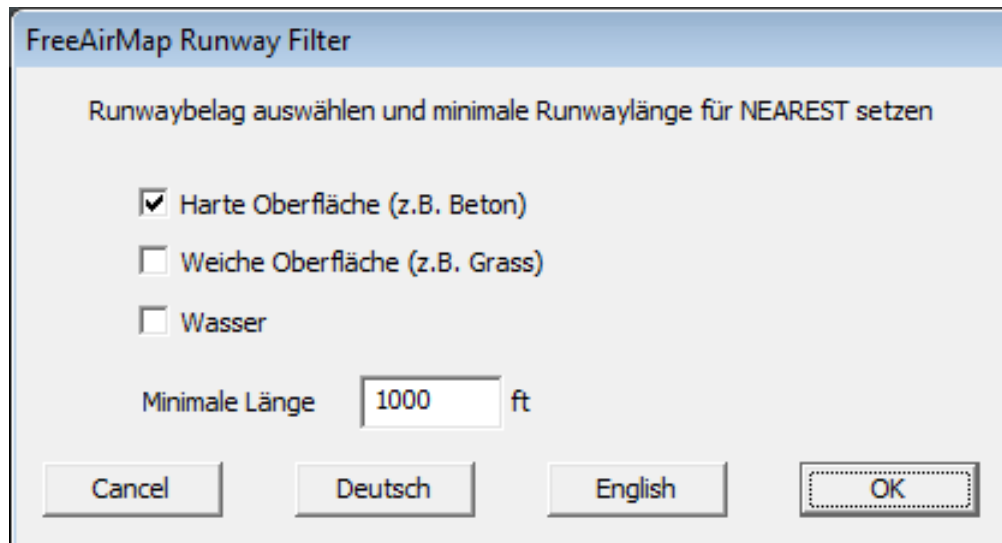 FreeAirMap Runway Filter
Runwaybelag auswählen und minimale Runwaylänge für NEAREST setzen
Harte Oberfläche (z.B. Beton)
Weiche Oberfläche (z.B. Grass)
Wasser
Minimale Länge 1000 ft
Cancel Deutsch English OK